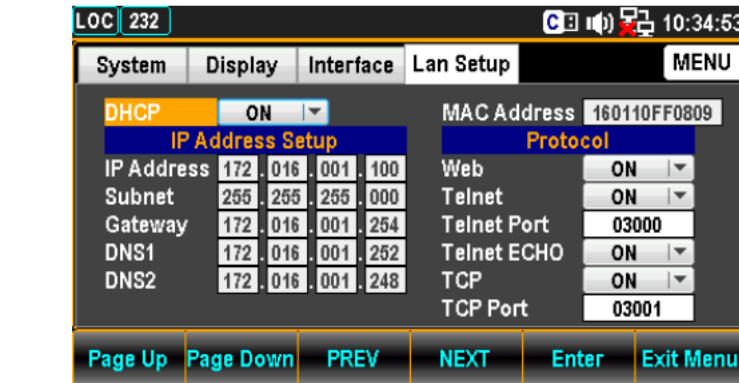 LOC 232 C 10:34:53
System Display Interface Lan Setup MENU
DHCP ON
MAC Address 160110FF0809
IP Address Setup
IP Address 172 . 016 . 001 . 100
Subnet 255 . 255 . 255 . 000
Gateway 172 . 016 . 001 . 254
DNS1 172 . 016 . 001 . 252
DNS2 172 . 016 . 001 . 248
Protocol
Web ON
Telnet ON
Telnet Port 03000
Telnet ECHO ON
TCP ON
TCP Port 03001
Page Up Page Down PREV NEXT Enter Exit Menu